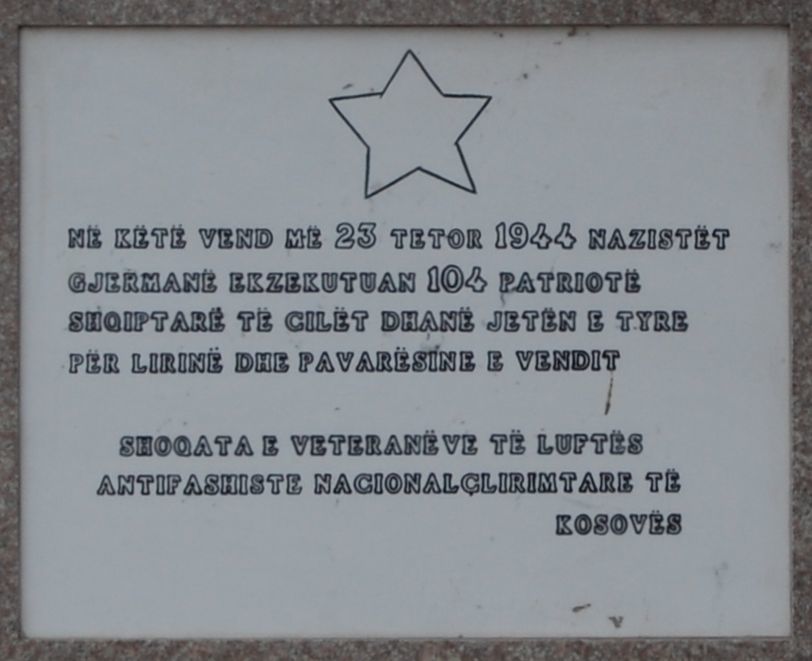 NË KËTË VEND MË 23 TETOR 1944 NAZISTËT
GJERMANË EKZEKUTUAN 104 PATRIOTË
SHQIPTARË TË CILËT DHANË JETËN E TYRE
PËR LIRINË DHE PAVARËSINE E VENDIT
SHOQATA E VETERANËVE TË LUFTËS
ANTIFASHISTE NACIONALÇLIRIMTARE TË
KOSOVËS